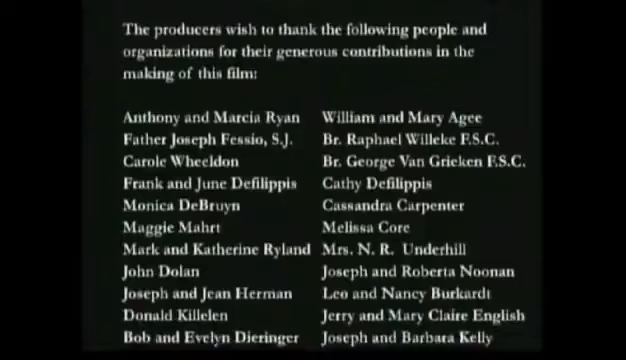 The producers wish to thank the following people and
organizations for their generous contributions in the
making of this film:
Anthony and Marcia Ryan William and Mary Agee
Father Joseph Fessio, S.J. Br. Raphael Willeke F.S.C.
Carole Wheeldon Br. George Van Grieken F.S.C.
Frank and June Defilippis Cathy Defilippis
Monica DeBruyn Cassandra Carpenter
Maggie Mahrt Melissa Core
Mark and Katherine Ryland Mrs. N. R. Underhill
John Dolan Joseph and Roberta Noonan
Joseph and Jean Herman Leo and Nancy Burkardt
Donald Killelen Jerry and Mary Claire English
Bob and Evelyn Dieringer Joseph and Barbara Kelly